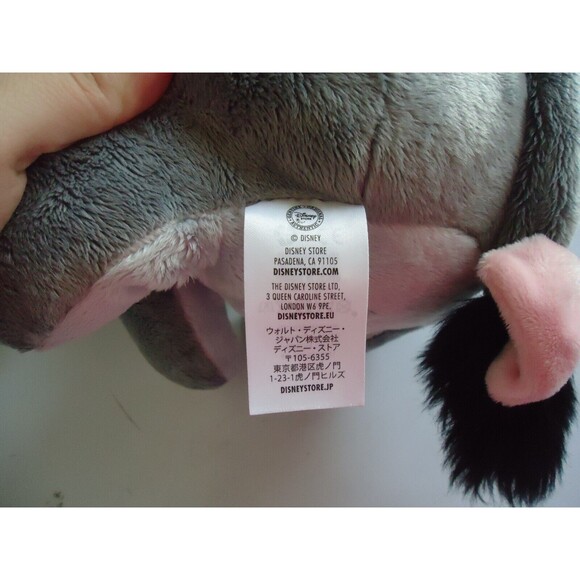 Disney
STORE
© DISNEY
DISNEY STORE
PASADENA, CA 91105
DISNEYSTORE.COM
THE DISNEY STORE LTD,
3 QUEEN CAROLINE STREET,
LONDON W6 9PE.
DISNEYSTORE.EU
ウォルト・ディズニー・
ジャパン株式会社
ディズニー・ストア
〒105-6355
東京都港区虎ノ門
1-23-1虎ノ門ヒルズ
DISNEYSTORE.JP